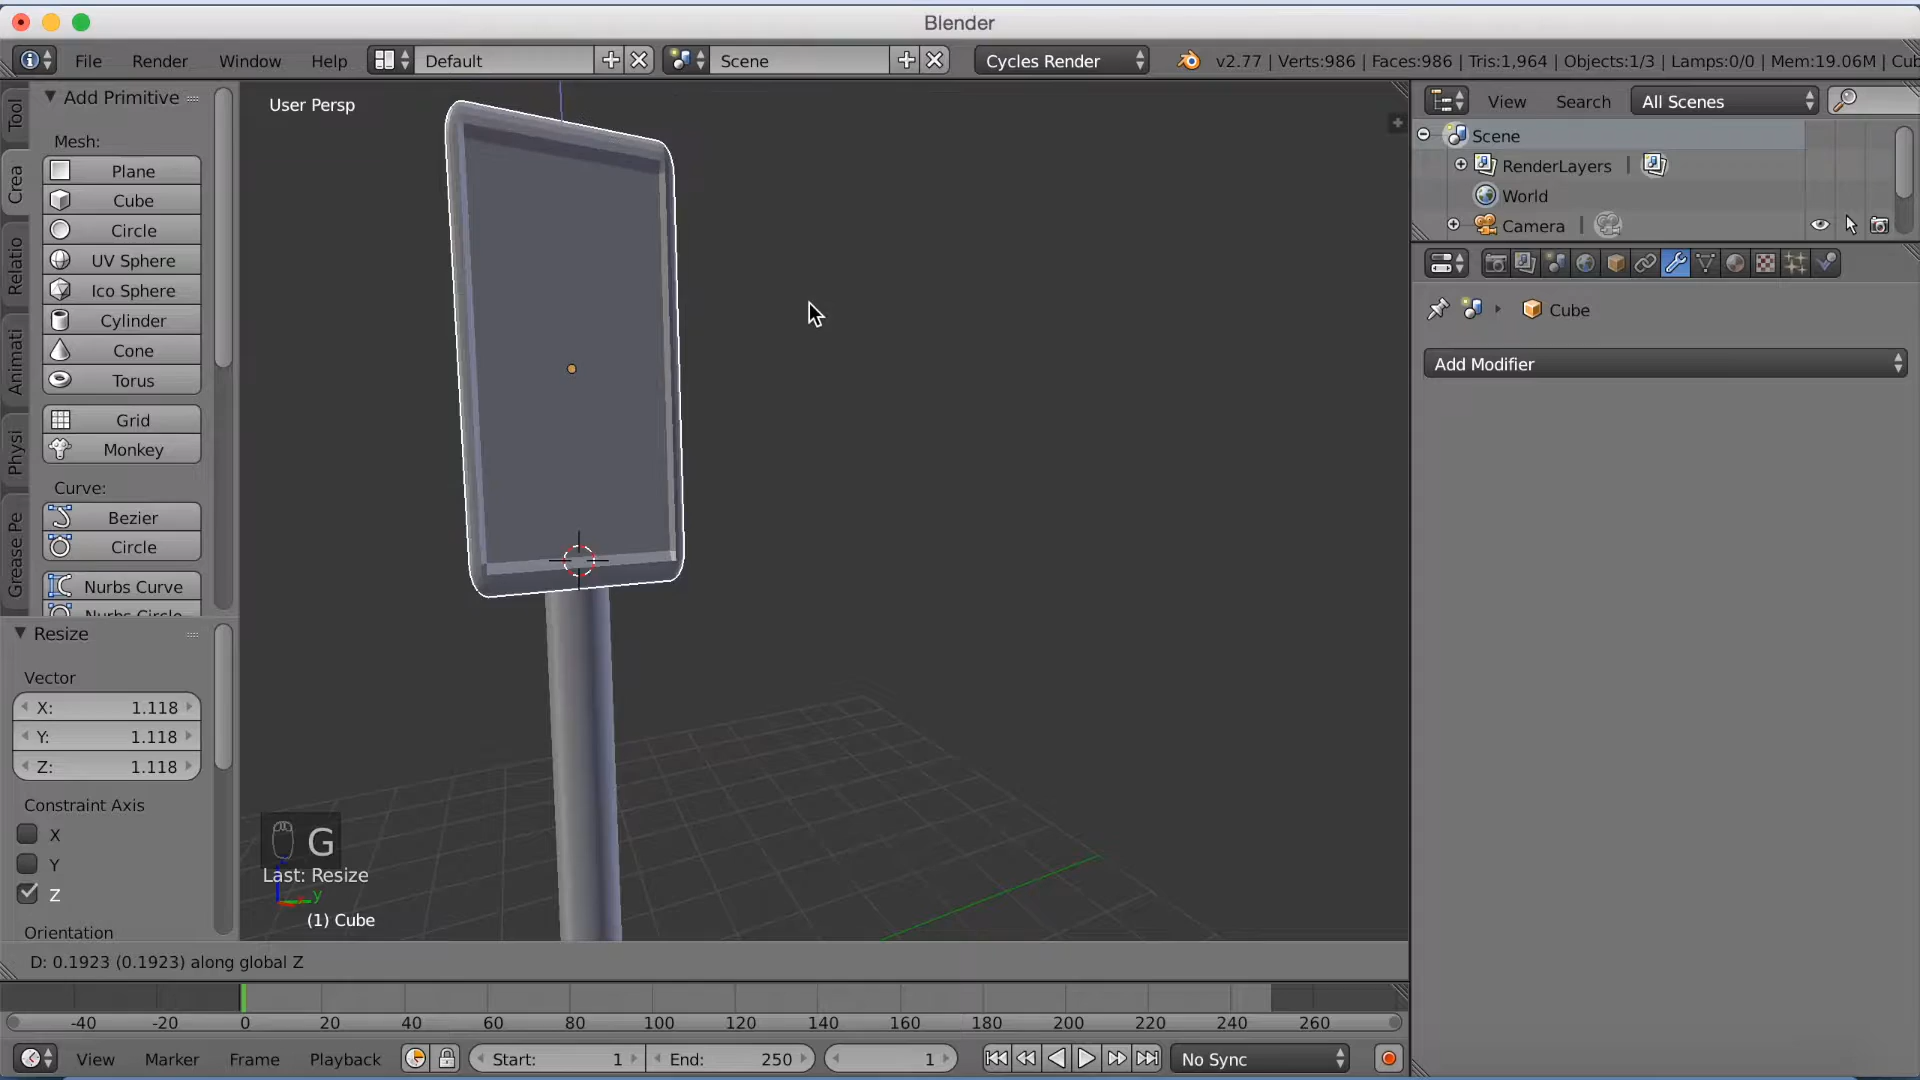 Blender
File Render Window Help Default Scene Cycles Render v2.77 | Verts:986 | Faces:986 | Tris:1,964 | Objects:1/3 | Lamps:0/0 | Mem:19.06M | Cub
Tool
Crea
Relatio
Animati
Physi
Grease Pe
Add Primitive
Mesh:
Plane
Cube
Circle
UV Sphere
Ico Sphere
Cylinder
Cone
Torus
Grid
Monkey
Curve:
Bezier
Circle
Nurbs Curve
Nurbs Circle
Resize
Vector
X: 1.118
Y: 1.118
Z: 1.118
Constraint Axis
X
Y
Z
Orientation
User Persp
G
Last: Resize
y
(1) Cube
D: 0.1923 (0.1923) along global Z
View Search All Scenes
Scene
RenderLayers |
World
Camera |
Cube
Add Modifier
-40 -20 0 20 40 60 80 100 120 140 160 180 200 220 240 260
View Marker Frame Playback Start: 1 End: 250 1 No Sync